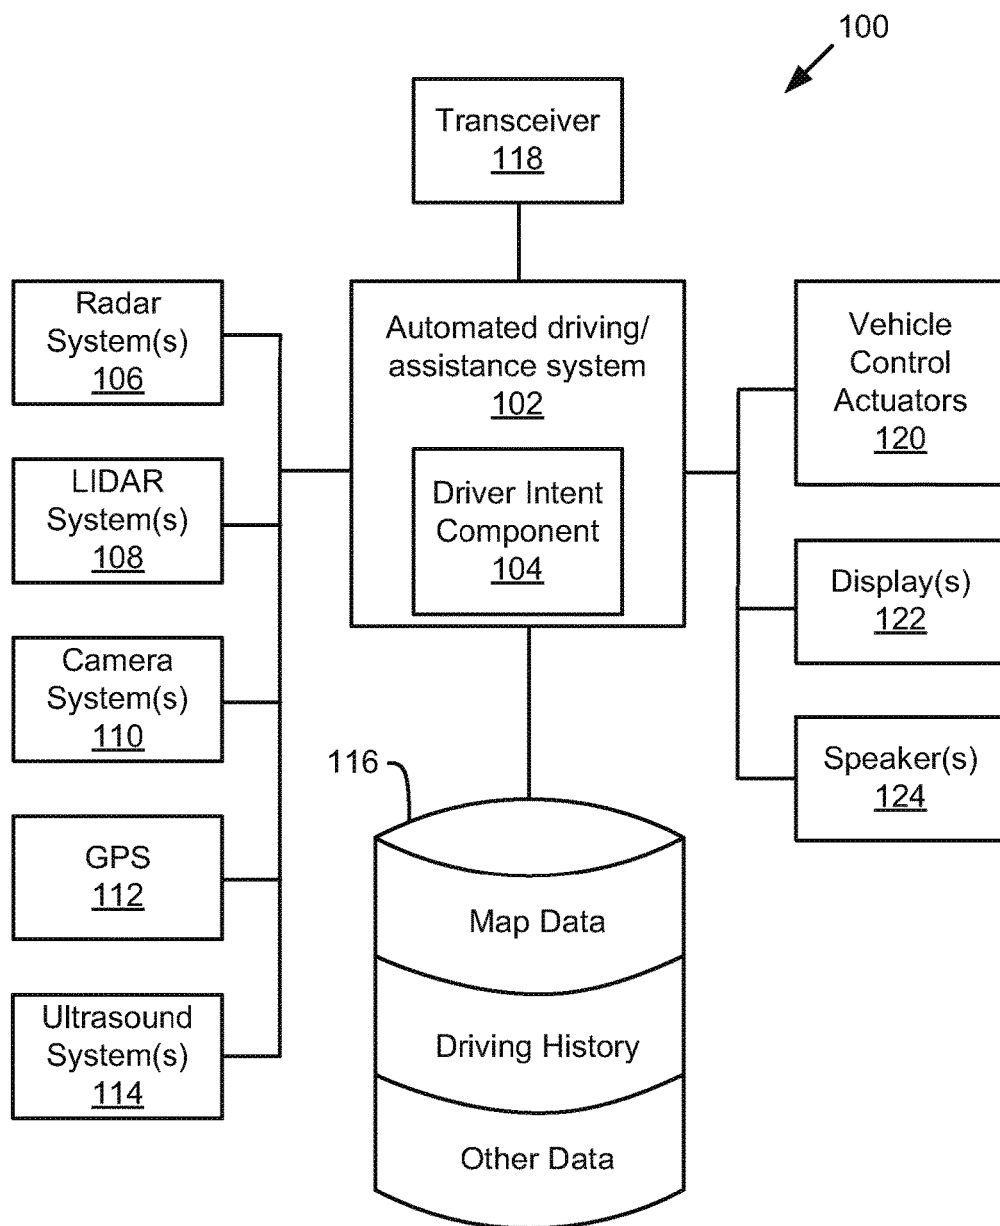 100
Transceiver
118
Radar
System(s)
106
LIDAR
System(s)
108
Camera
System(s)
110
GPS
112
Ultrasound
System(s)
114
Automated driving/
assistance system
102
Driver Intent
Component
104
116
Map Data
Driving History
Other Data
Vehicle
Control
Actuators
120
Display(s)
122
Speaker(s)
124